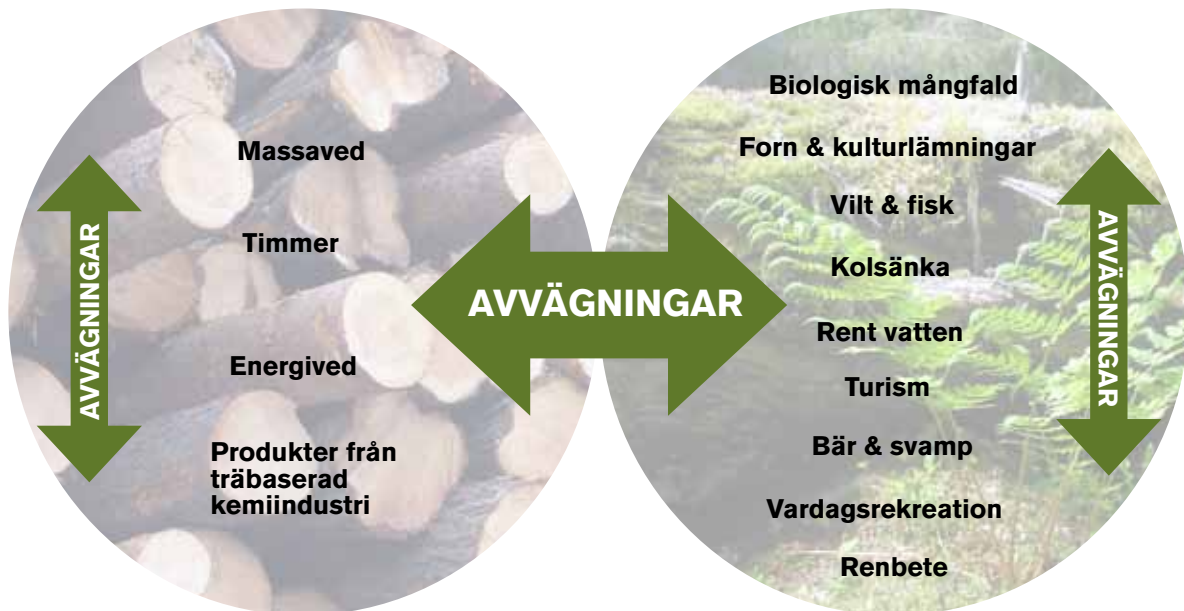 AVVÄGNINGAR
Massaved
Timmer
Energived
Produkter från
träbaserad
kemiindustri
AVVÄGNINGAR
Biologisk mångfald
Forn & kulturlämningar
Vilt & fisk
Kolsänka
Rent vatten
Turism
Bär & svamp
Vardagsrekreation
Renbete
AVVÄGNINGAR